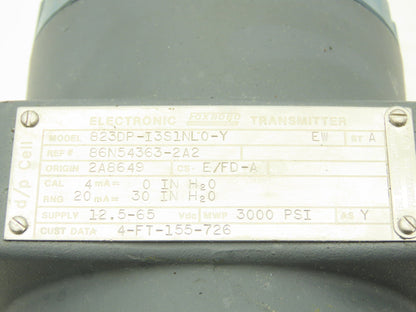 ELECTRONIC FOXBORO TRANSMITTER
MODEL 823DP-I3S1NLO-Y EW ST A
REF # 86N54363-2A2
ORIGIN 2A8649 CS- E/FD-A
CAL 4 mA= 0 IN H2O
RNG 20 mA= 30 IN H2O
SUPPLY 12.5-65 Vdc MWP 3000 PSI AS Y
CUST DATA 4-FT-155-726
d/p Cell